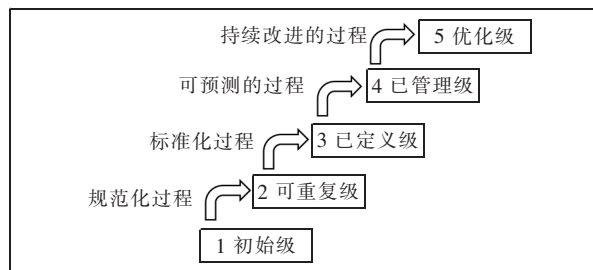 持续改进的过程 5 优化级
可预测的过程 4 已管理级
标准化过程 3 已定义级
规范化过程 2 可重复级
1 初始级